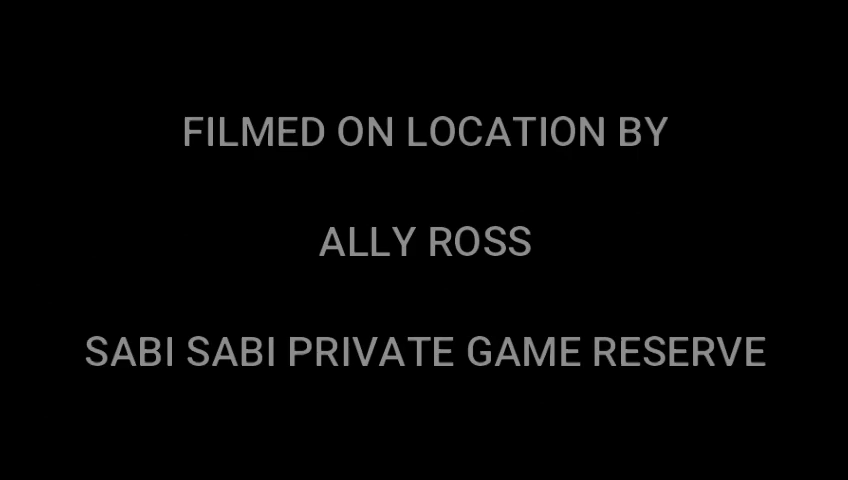 FILMED ON LOCATION BY
ALLY ROSS
SABI SABI PRIVATE GAME RESERVE